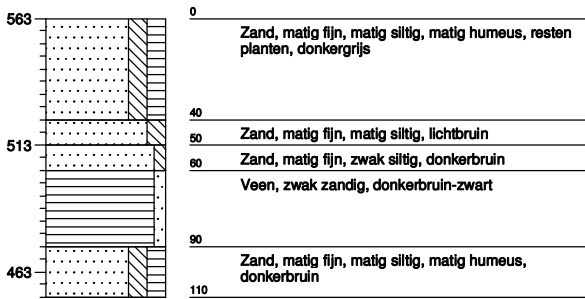 563
0
Zand, matig fijn, matig siltig, matig humeus, resten
planten, donkergrijs
40
Zand, matig fijn, matig siltig, lichtbruin
513
50
Zand, matig fijn, zwak siltig, donkerbruin
60
Veen, zwak zandig, donkerbruin-zwart
90
Zand, matig fijn, matig siltig, matig humeus,
donkerbruin
463
110